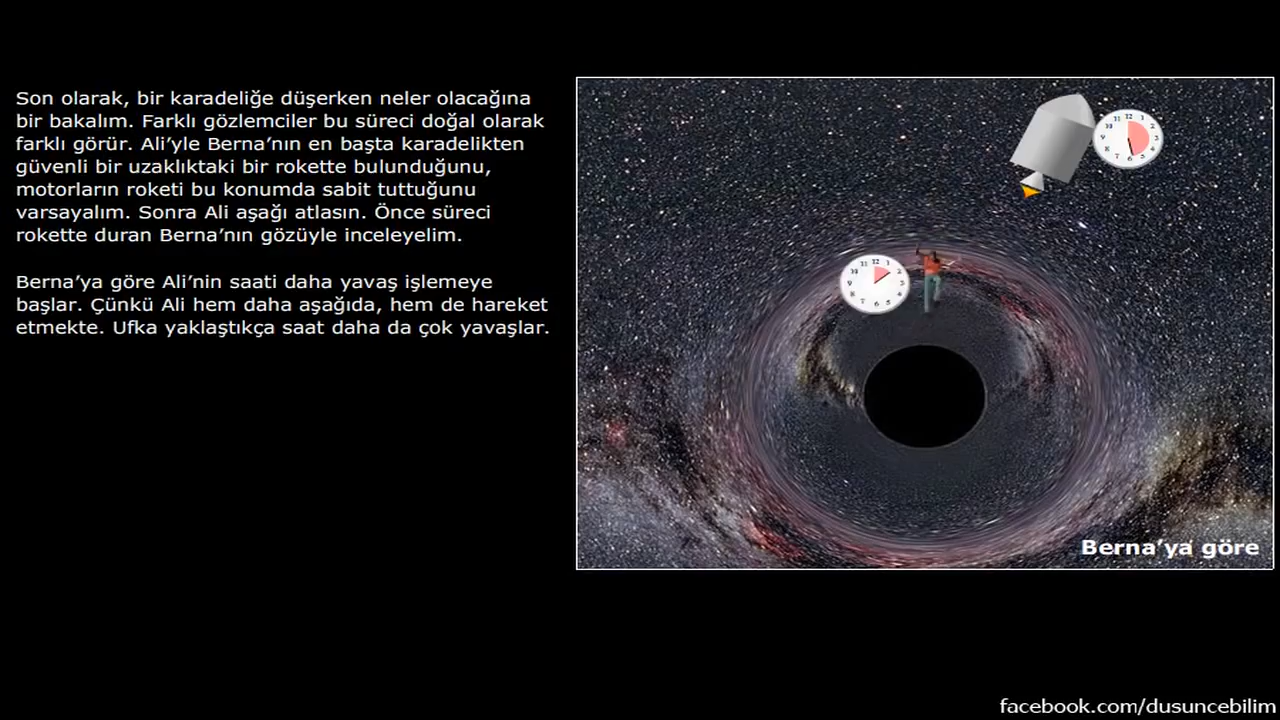 Son olarak, bir karadeliğe düşerken neler olacağına
bir bakalım. Farklı gözlemciler bu süreci doğal olarak
farklı görür. Ali’yle Berna’nın en başta karadelikten
güvenli bir uzaklıktaki bir rokette bulunduğunu,
motorların roketi bu konumda sabit tuttuğunu
varsayalım. Sonra Ali aşağı atlasın. Önce süreci
rokette duran Berna’nın gözüyle inceleyelim.
Berna’ya göre Ali’nin saati daha yavaş işlemeye
başlar. Çünkü Ali hem daha aşağıda, hem de hareket
etmekte. Ufka yaklaştıkça saat daha da çok yavaşlar.
Berna’ya göre
facebook.com/dusuncebilim